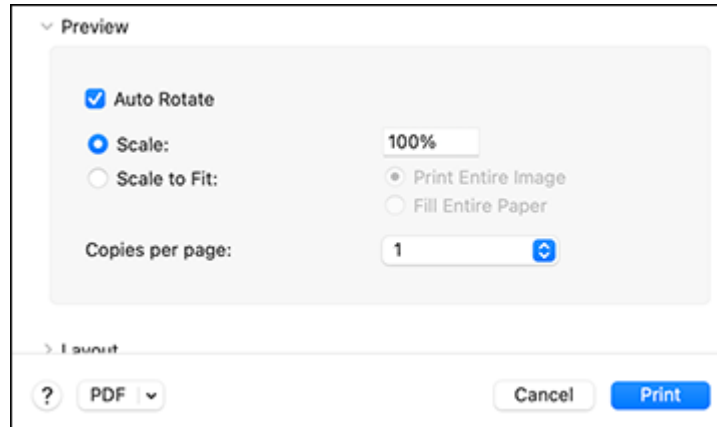 Preview
Auto Rotate
Scale: 100%
Scale to Fit: Print Entire Image
Fill Entire Paper
Copies per page: 1
Layout
? PDF Cancel Print